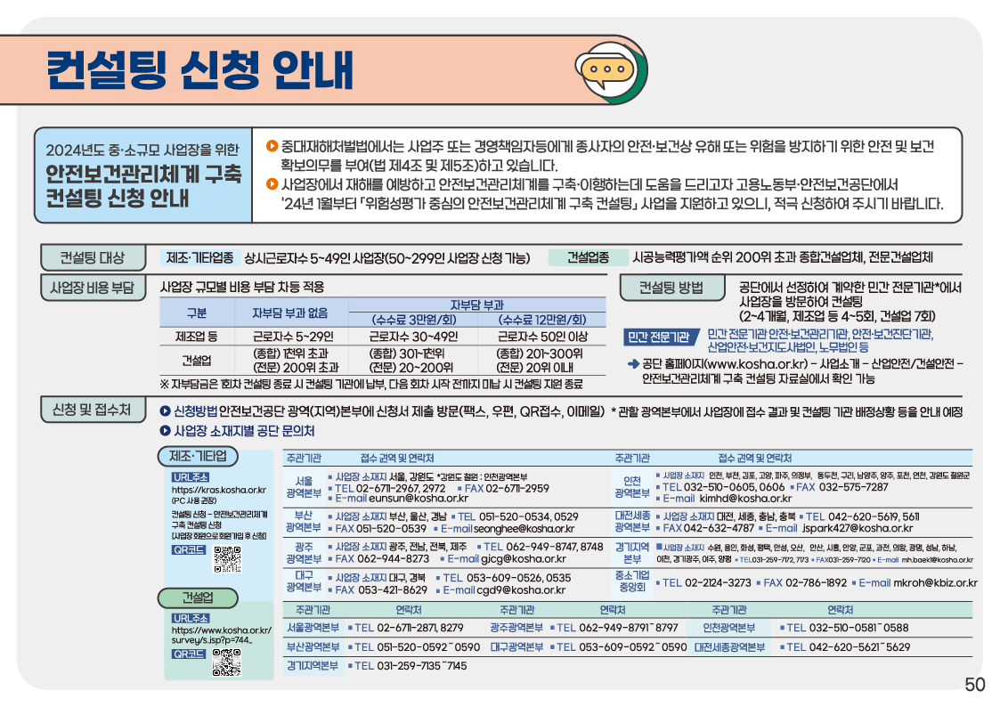 컨설팅 신청 안내
2024년도 중·소규모 사업장을 위한
안전보건관리체계 구축
컨설팅 신청 안내
중대재해처벌법에서는 사업주 또는 경영책임자등에게 종사자의 안전·보건상 유해 또는 위험을 방지하기 위한 안전 및 보건
확보의무를 부여(법 제4조 및 제5조)하고 있습니다.
사업장에서 재해를 예방하고 안전보건관리체계를 구축·이행하는데 도움을 드리고자 고용노동부·안전보건공단에서
'24년 1월부터 「위험성평가 중심의 안전보건관리체계 구축 컨설팅」 사업을 지원하고 있으니, 적극 신청하여 주시기 바랍니다.
컨설팅 대상
제조·기타업종 상시근로자수 5~49인 사업장(50~299인 사업장 신청 가능)
건설업종 시공능력평가액 순위 200위 초과 종합건설업체, 전문건설업체
사업장 비용 부담
사업장 규모별 비용 부담 차등 적용
구분 자부담 부과 없음 자부담 부과
(수수료 3만원/회) (수수료 12만원/회)
제조업 등 근로자수 5~29인 근로자수 30~49인 근로자수 50인 이상
건설업 (종합) 1천위 초과 (종합) 301~1천위 (종합) 201~300위
(전문) 200위 초과 (전문) 20~200위 (전문) 20위 이내
※ 자부담금은 1회차 컨설팅 종료 시 컨설팅 기관에 납부, 다음 회차 시작 전까지 미납 시 컨설팅 지원 종료
컨설팅 방법
공단에서 선정하여 계약한 민간 전문기관*에서
사업장을 방문하여 컨설팅
(2~4개월, 제조업 등 4~5회, 건설업 7회)
민간 전문기관 민간 전문기관 안전·보건관리기관, 안전·보건진단기관,
산업안전·보건지도사법인, 노무법인 등
공단 홈페이지(www.kosha.or.kr) – 사업소개 – 산업안전/건설안전 –
안전보건관리체계 구축 컨설팅 자료실에서 확인 가능
신청 및 접수처
신청방법 안전보건공단 광역(지역)본부에 신청서 제출 방문(팩스, 우편, QR접수, 이메일) * 관할 광역본부에서 사업장에 접수 결과 및 컨설팅 기관 배정상황 등을 안내 예정
사업장 소재지별 공단 문의처
제조·기타업
URL주소
https://kras.kosha.or.kr
(PC 사용 권장)
컨설팅 신청 – 안전보건관리체계
구축 컨설팅 신청
[사업장 회원으로 회원가입 후 신청]
QR코드
주관기관 접수 권역 및 연락처 주관기관 접수 권역 및 연락처
서울
광역본부
사업장 소재지 서울, 강원도 *강원도 철원 : 인천광역본부
TEL 02-6711-2967, 2972 FAX 02-6711-2959
E-mail eunsun@kosha.or.kr
인천
광역본부
사업장 소재지 인천, 부천, 김포, 고양, 파주, 의정부, 동두천, 구리, 남양주, 양주, 포천, 연천, 강원도 철원군
TEL 032-510-0605, 0606 FAX 032-575-7287
E-mail kimhd@kosha.or.kr
부산
광역본부
사업장 소재지 부산, 울산, 경남 TEL 051-520-0534, 0529
FAX 051-520-0539 E-mail seonghee@kosha.or.kr
대전세종
광역본부
사업장 소재지 대전, 세종, 충남, 충북 TEL 042-620-5619, 5611
FAX 042-632-4787 E-mail jspark427@kosha.or.kr
광주
광역본부
사업장 소재지 광주, 전남, 전북, 제주 TEL 062-949-8747, 8748
FAX 062-944-8273 E-mail gjcg@kosha.or.kr
경기지역
본부
사업장 소재지 수원, 용인, 화성, 평택, 안성, 오산, 안산, 시흥, 안양, 군포, 과천, 의왕, 광명, 성남, 하남,
이천, 경기광주, 여주, 양평 TEL 031-259-7172, 7173 FAX 031-259-7120 E-mail mh.baek1@kosha.or.kr
대구
광역본부
사업장 소재지 대구, 경북 TEL 053-609-0526, 0535
FAX 053-421-8629 E-mail cgd9@kosha.or.kr
중소기업
중앙회
TEL 02-2124-3273 FAX 02-786-1892 E-mail mkroh@kbiz.or.kr
건설업
URL주소
https://www.kosha.or.kr/
survey/s.jsp?p=744_
QR코드
주관기관 연락처 주관기관 연락처 주관기관 연락처
서울광역본부 TEL 02-6711-2871, 8279 광주광역본부 TEL 062-949-8791~8797 인천광역본부 TEL 032-510-0581~0588
부산광역본부 TEL 051-520-0592~0590 대구광역본부 TEL 053-609-0592~0590 대전세종광역본부 TEL 042-620-5621~5629
경기지역본부 TEL 031-259-7135~7145
50